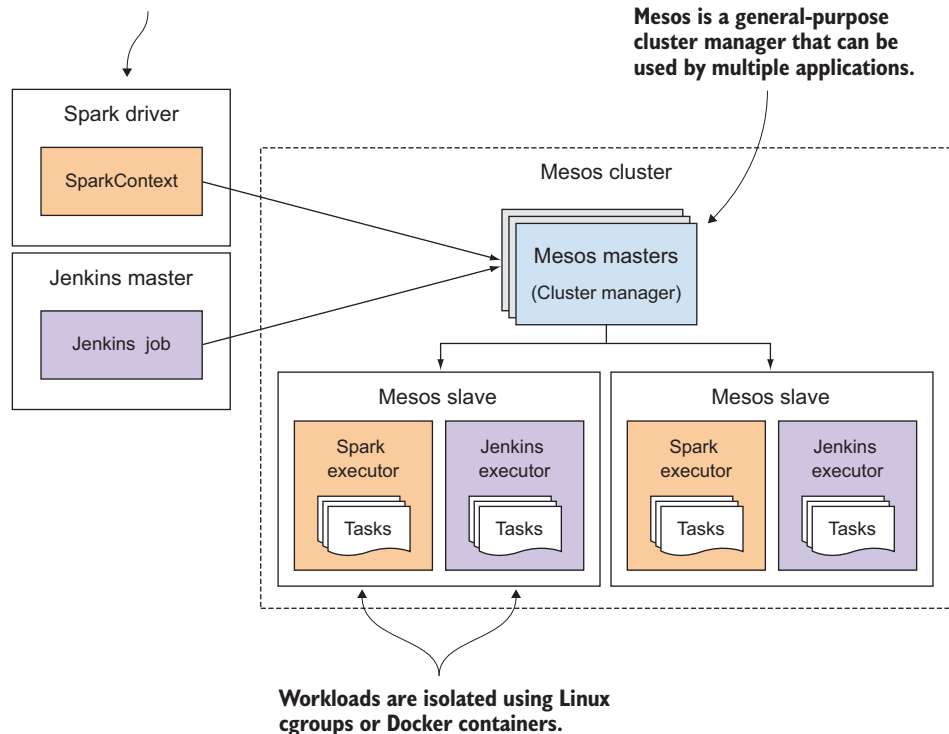 Mesos is a general-purpose
cluster manager that can be
used by multiple applications.
Spark driver
SparkContext
Jenkins master
Jenkins job
Mesos cluster
Mesos masters
(Cluster manager)
Mesos slave
Spark
executor
Tasks
Jenkins
executor
Tasks
Mesos slave
Spark
executor
Tasks
Jenkins
executor
Tasks
Workloads are isolated using Linux
cgroups or Docker containers.